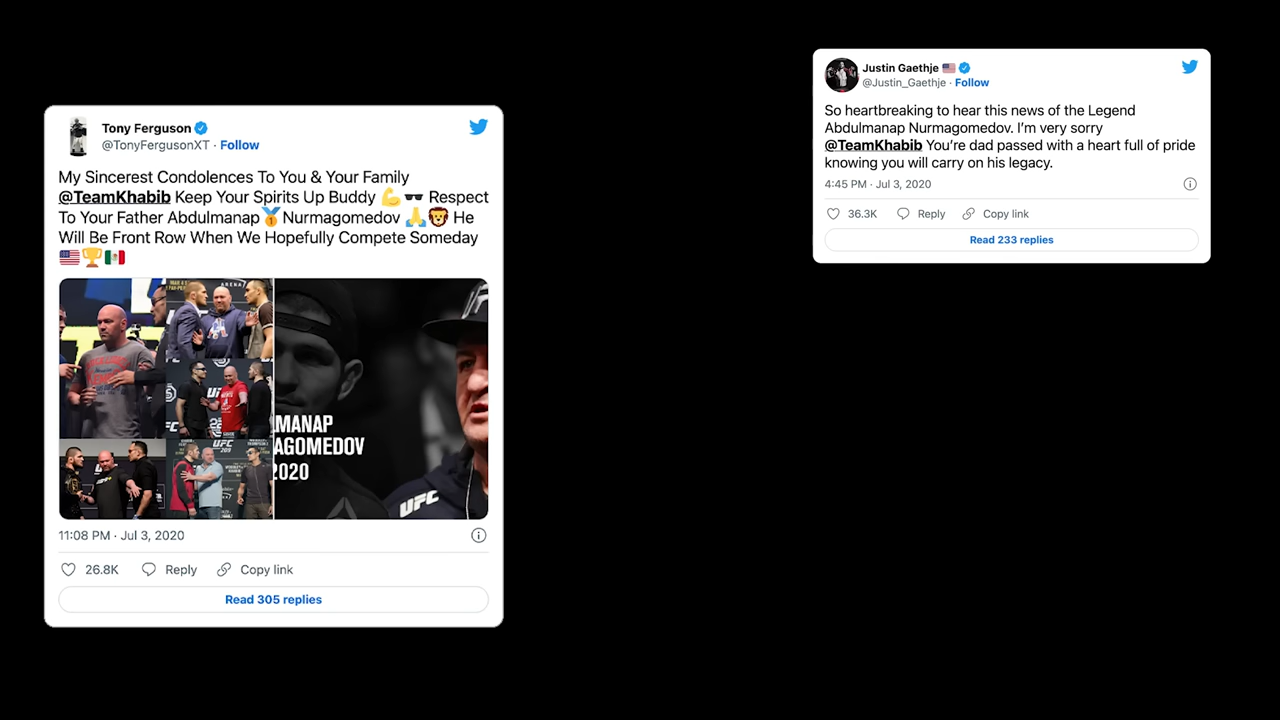 Tony Ferguson
@TonyFergusonXT · Follow
My Sincerest Condolences To You & Your Family
@TeamKhabib Keep Your Spirits Up Buddy 💪🕶️ Respect
To Your Father Abdulmanap🥇Nurmagomedov 🙏🦁 He
Will Be Front Row When We Hopefully Compete Someday
🇺🇸🏆🇲🇽
UFC
209
MANAP
AGOMEDOV
2020
UFC
11:08 PM · Jul 3, 2020
26.8K Reply Copy link
Read 305 replies
Justin Gaethje 🇺🇸
@Justin_Gaethje · Follow
So heartbreaking to hear this news of the Legend
Abdulmanap Nurmagomedov. I'm very sorry
@TeamKhabib You're dad passed with a heart full of pride
knowing you will carry on his legacy.
4:45 PM · Jul 3, 2020
36.3K Reply Copy link
Read 233 replies